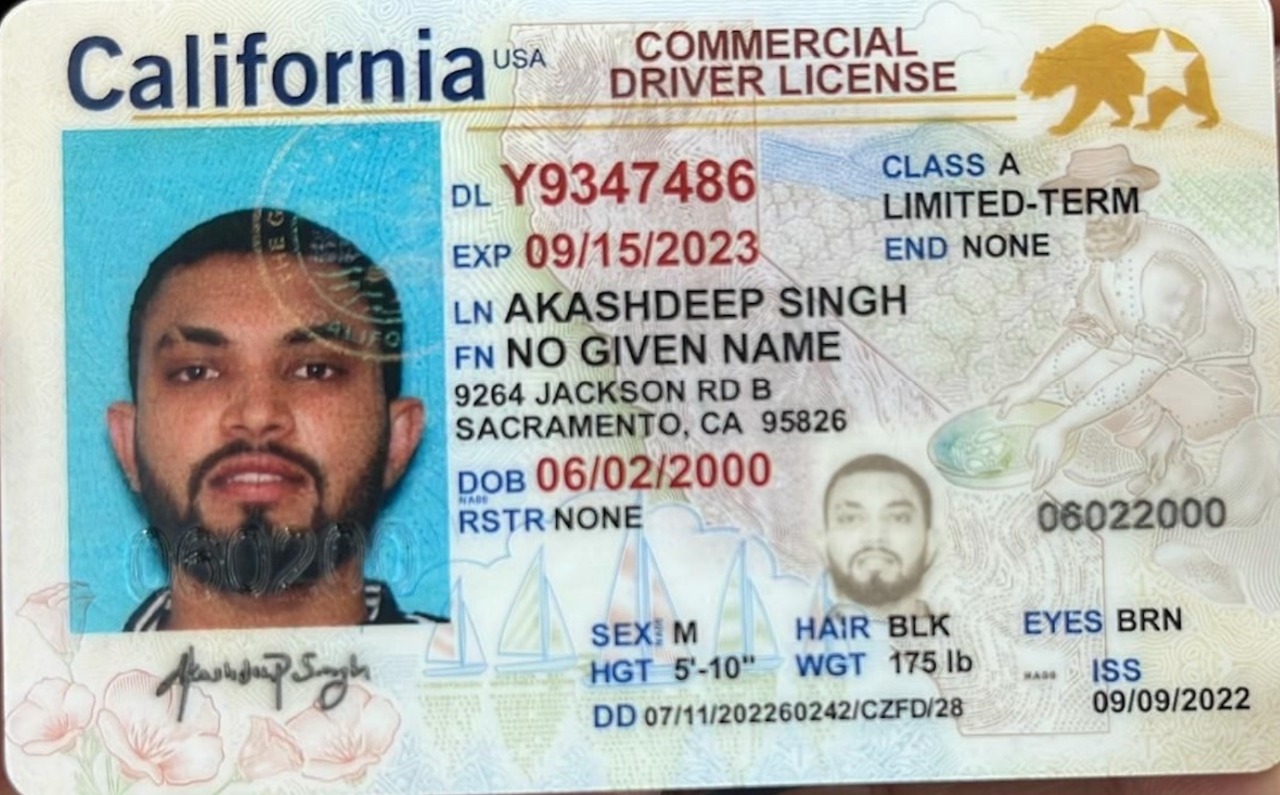 California USA
COMMERCIAL
DRIVER LICENSE
DL Y9347486
CLASS A
LIMITED-TERM
EXP 09/15/2023
END NONE
LN AKASHDEEP SINGH
FN NO GIVEN NAME
9264 JACKSON RD B
SACRAMENTO, CA 95826
DOB 06/02/2000
RSTR NONE
06022000
SEX M
HAIR BLK
EYES BRN
HGT 5'-10"
WGT 175 lb
ISS
09/09/2022
DD 07/11/202260242/CZFD/28
Akashdeep Singh